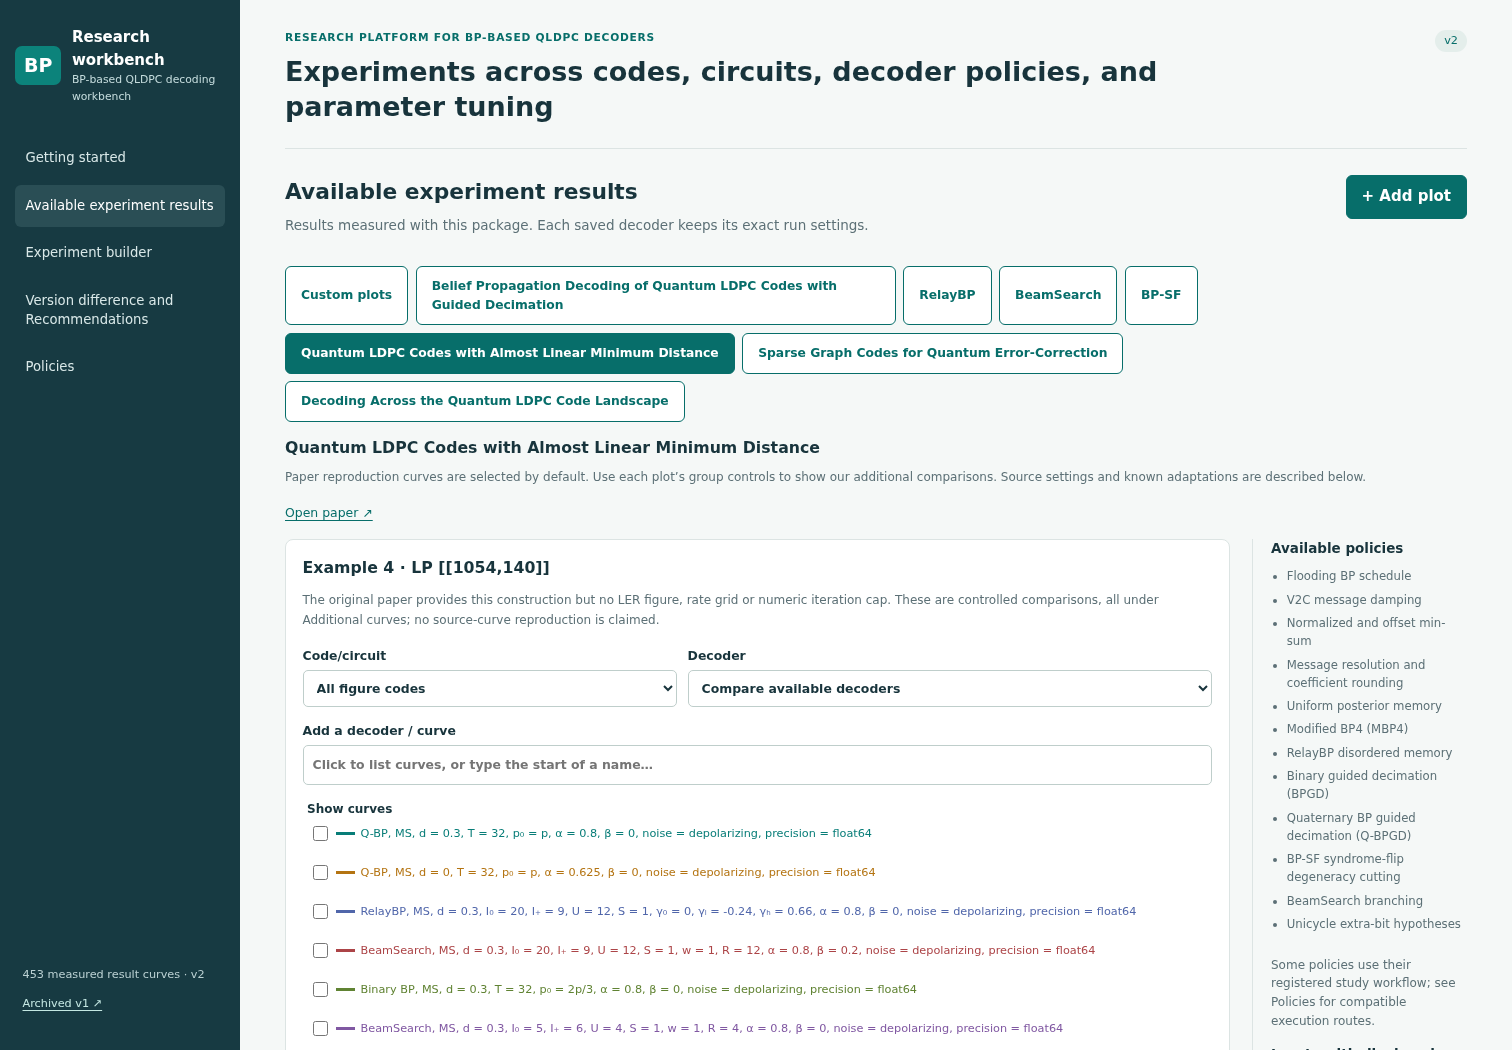 BP
Research
workbench
BP-based QLDPC decoding
workbench
Getting started
Available experiment results
Experiment builder
Version difference and
Recommendations
Policies
453 measured result curves · v2
Archived v1 ↗
RESEARCH PLATFORM FOR BP-BASED QLDPC DECODERS
v2
Experiments across codes, circuits, decoder policies, and
parameter tuning
Available experiment results
+ Add plot
Results measured with this package. Each saved decoder keeps its exact run settings.
Custom plots
Belief Propagation Decoding of Quantum LDPC Codes with
Guided Decimation
RelayBP
BeamSearch
BP-SF
Quantum LDPC Codes with Almost Linear Minimum Distance
Sparse Graph Codes for Quantum Error-Correction
Decoding Across the Quantum LDPC Code Landscape
Quantum LDPC Codes with Almost Linear Minimum Distance
Paper reproduction curves are selected by default. Use each plot’s group controls to show our additional comparisons. Source settings and known adaptations are described below.
Open paper ↗
Example 4 · LP [[1054,140]]
The original paper provides this construction but no LER figure, rate grid or numeric iteration cap. These are controlled comparisons, all under
Additional curves; no source-curve reproduction is claimed.
Code/circuit
Decoder
All figure codes
Compare available decoders
Add a decoder / curve
Click to list curves, or type the start of a name…
Show curves
Q-BP, MS, d = 0.3, T = 32, p₀ = p, α = 0.8, β = 0, noise = depolarizing, precision = float64
Q-BP, MS, d = 0, T = 32, p₀ = p, α = 0.625, β = 0, noise = depolarizing, precision = float64
RelayBP, MS, d = 0.3, I₀ = 20, I₊ = 9, U = 12, S = 1, γ₀ = 0, γₗ = -0.24, γₕ = 0.66, α = 0.8, β = 0, noise = depolarizing, precision = float64
BeamSearch, MS, d = 0.3, I₀ = 20, I₊ = 9, U = 12, S = 1, w = 1, R = 12, α = 0.8, β = 0.2, noise = depolarizing, precision = float64
Binary BP, MS, d = 0.3, T = 32, p₀ = 2p/3, α = 0.8, β = 0, noise = depolarizing, precision = float64
BeamSearch, MS, d = 0.3, I₀ = 5, I₊ = 6, U = 4, S = 1, w = 1, R = 4, α = 0.8, β = 0, noise = depolarizing, precision = float64
Available policies
• Flooding BP schedule
• V2C message damping
• Normalized and offset min-
sum
• Message resolution and
coefficient rounding
• Uniform posterior memory
• Modified BP4 (MBP4)
• RelayBP disordered memory
• Binary guided decimation
(BPGD)
• Quaternary BP guided
decimation (Q-BPGD)
• BP-SF syndrome-flip
degeneracy cutting
• BeamSearch branching
• Unicycle extra-bit hypotheses
Some policies use their
registered study workflow; see
Policies for compatible
execution routes.